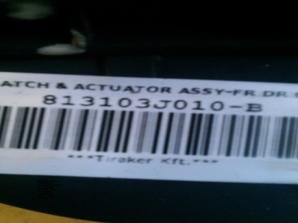 ATCH & ACTUATOR ASSY-FR DR
813103J010-B
***Tiraker Kft.***